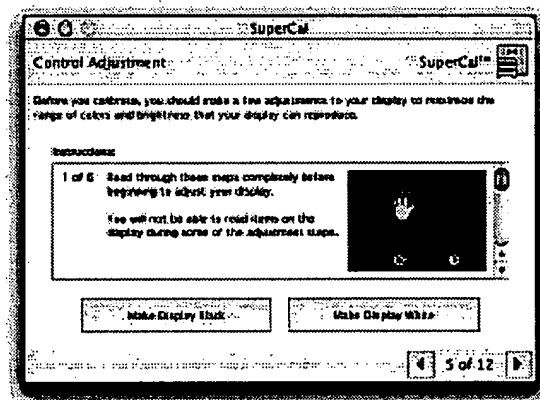 SuperCal
Control Adjustment
SuperCal™
Before you calibrate, you should make a few adjustments to your display to maximize the
range of colors and brightness that your display can reproduce.
Instructions:
1 of 6 Read through these steps completely before
beginning to adjust your display.
You will not be able to read items on the
display during some of the adjustment steps.
Make Display Black
Make Display White
5 of 12